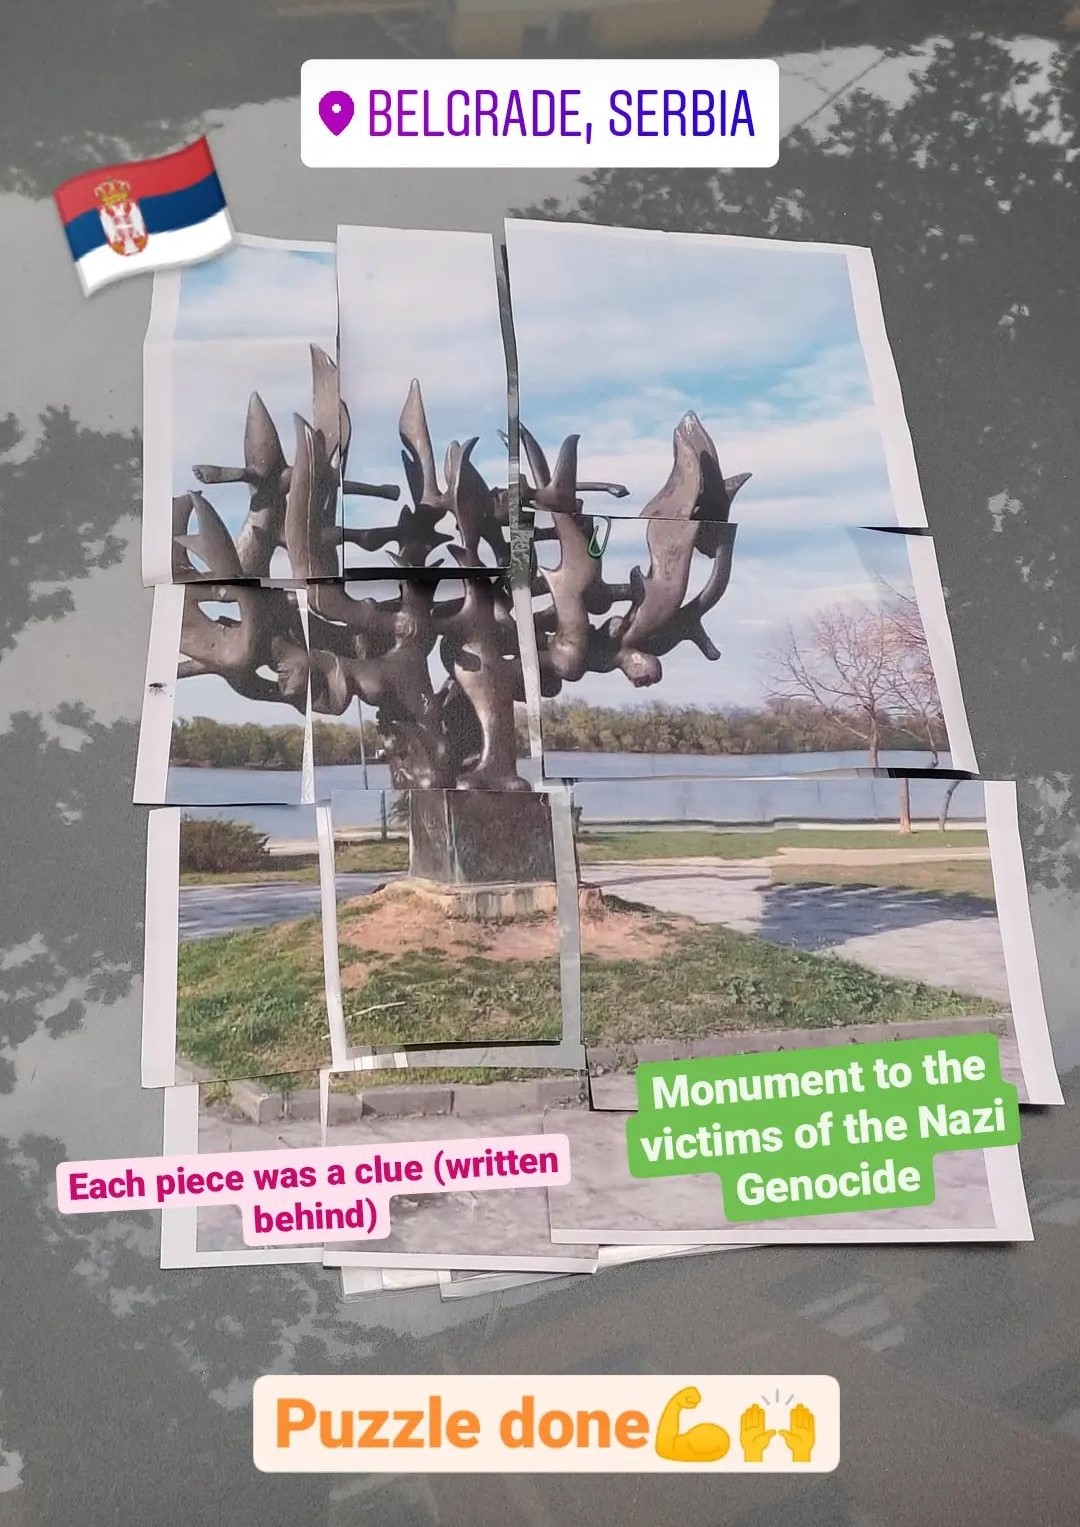 BELGRADE, SERBIA
Monument to the
victims of the Nazi
Genocide
Each piece was a clue (written
behind)
Puzzle done💪🙌